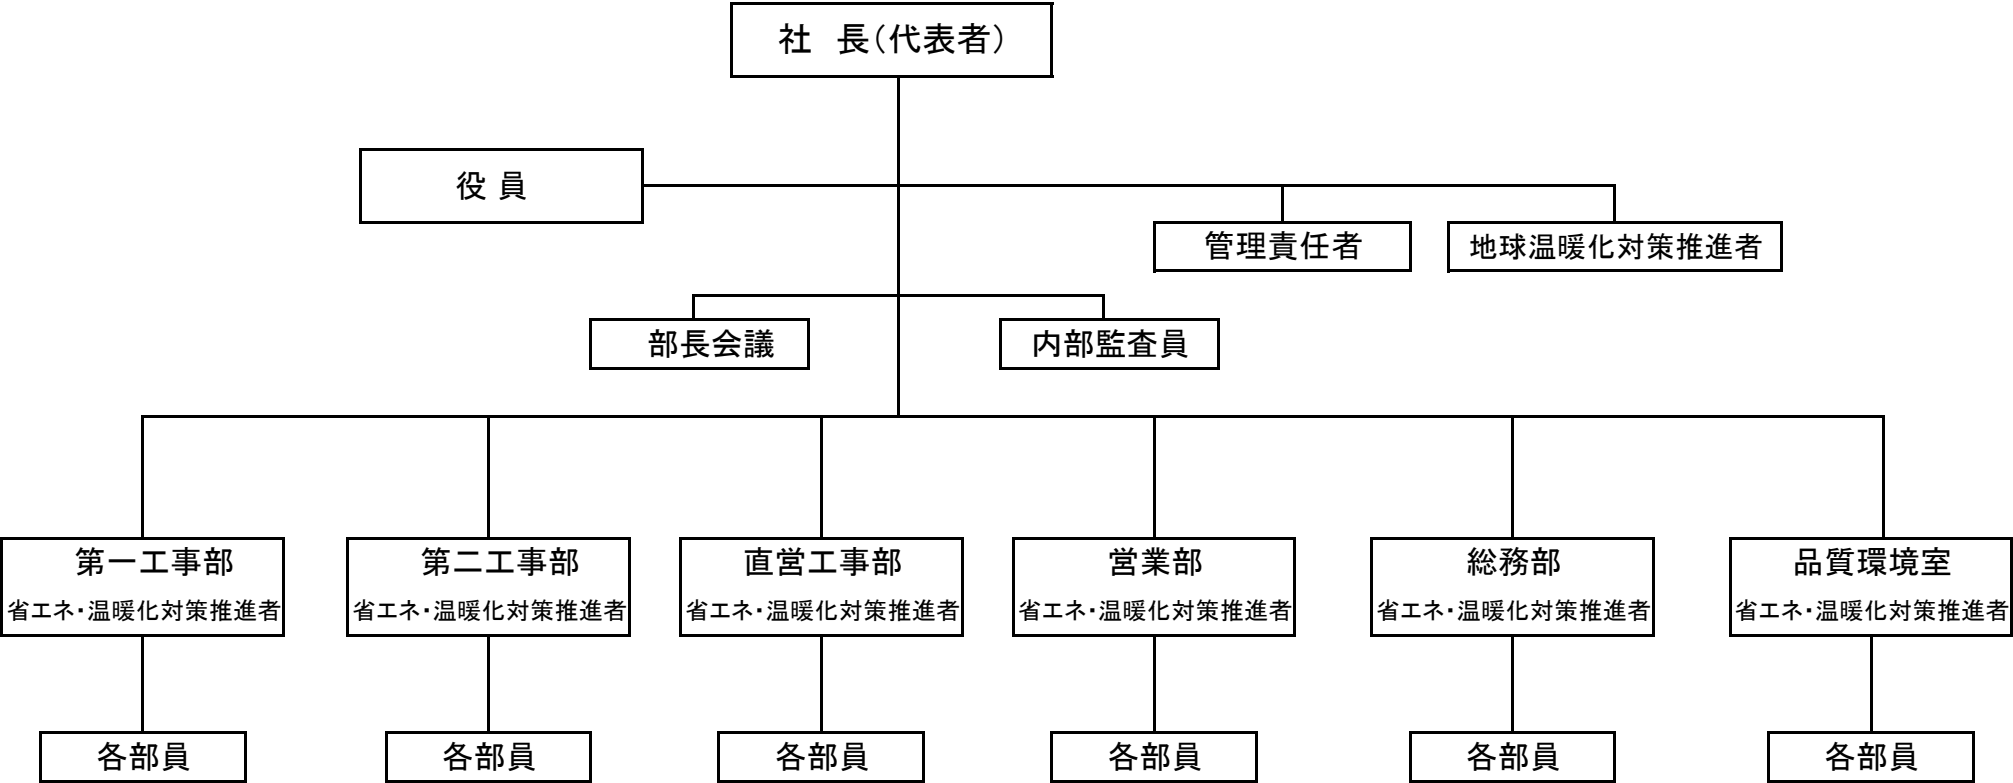 社　長（代表者）
役 員
管理責任者
地球温暖化対策推進者
部長会議
内部監査員
第一工事部
省エネ・温暖化対策推進者
第二工事部
省エネ・温暖化対策推進者
直営工事部
省エネ・温暖化対策推進者
営業部
省エネ・温暖化対策推進者
総務部
省エネ・温暖化対策推進者
品質環境室
省エネ・温暖化対策推進者
各部員
各部員
各部員
各部員
各部員
各部員